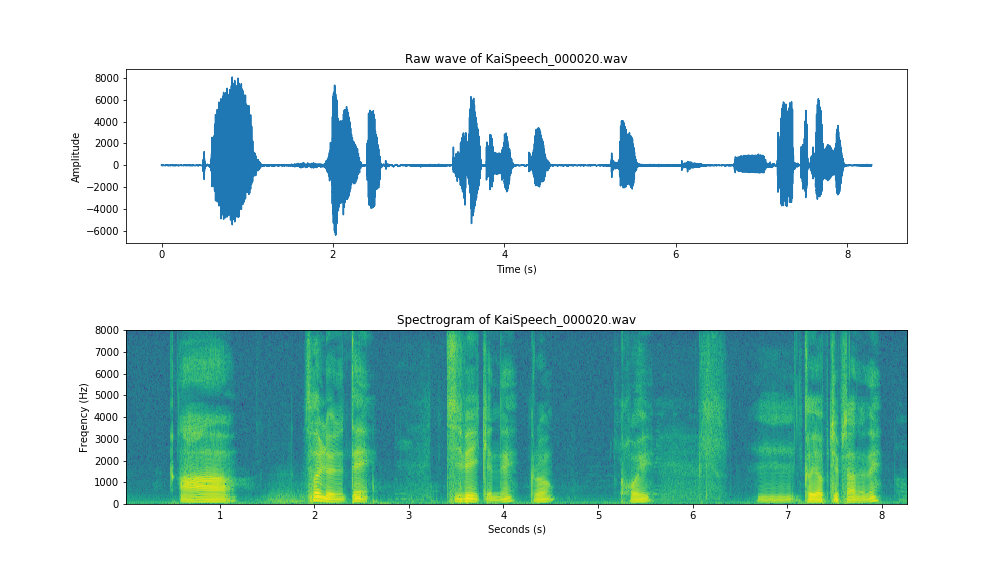 Raw wave of KaiSpeech_000020.wav
8000
6000
4000
2000
0
−2000
−4000
−6000
Amplitude
0 2 4 6 8
Time (s)
Spectrogram of KaiSpeech_000020.wav
8000
7000
6000
5000
4000
3000
2000
1000
0
Freqency (Hz)
1 2 3 4 5 6 7 8
Seconds (s)